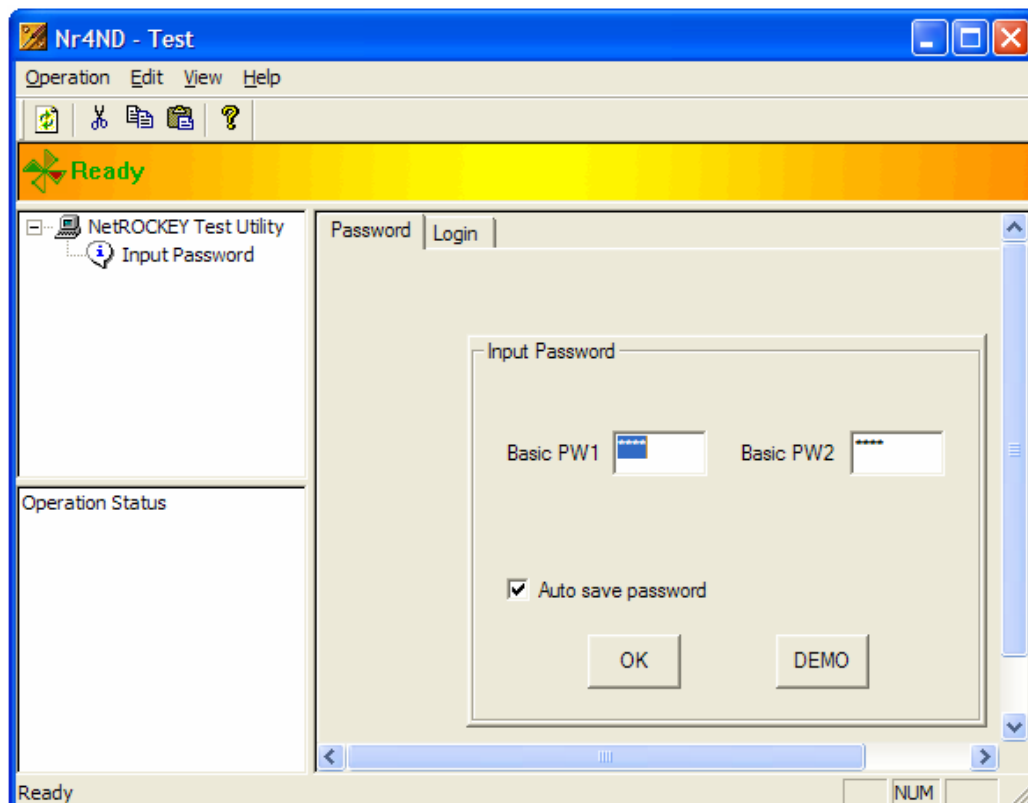 Nr4ND - Test
Operation Edit View Help
Ready
NetROCKEY Test Utility
Input Password
Operation Status
Password Login
Input Password
Basic PW1 **** Basic PW2 ****
Auto save password
OK DEMO
Ready NUM